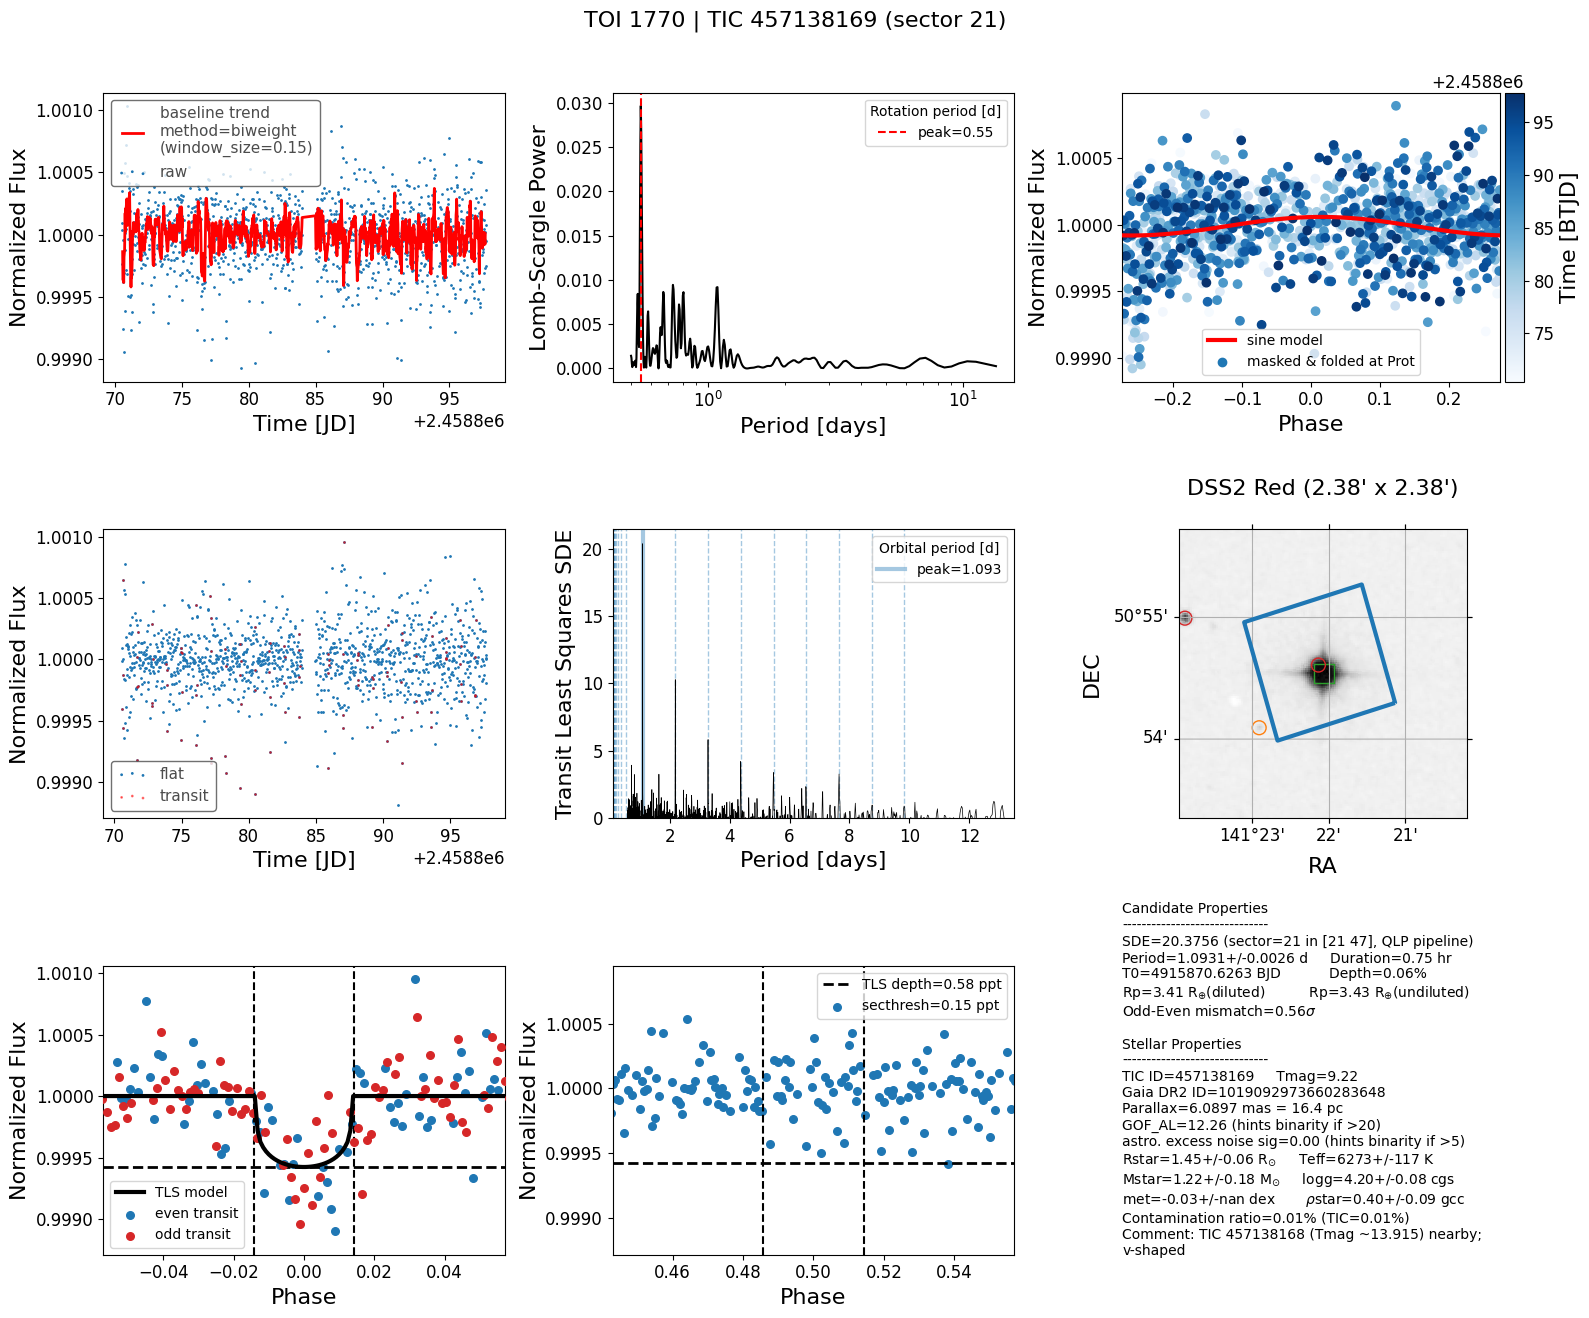 TOI 1770 | TIC 457138169 (sector 21)
Normalized Flux
1.0010
1.0005
1.0000
0.9995
0.9990
baseline trend
method=biweight
(window_size=0.15)
raw
70 75 80 85 90 95
Time [JD]
+2.4588e6
Lomb-Scargle Power
0.030
0.025
0.020
0.015
0.010
0.005
0.000
Rotation period [d]
peak=0.55
10⁰ 10¹
Period [days]
Normalized Flux
1.0005
1.0000
0.9995
0.9990
sine model
masked & folded at Prot
−0.2 −0.1 0.0 0.1 0.2
Phase
+2.4588e6
95
90
85
80
75
Time [BTJD]
Normalized Flux
1.0010
1.0005
1.0000
0.9995
0.9990
flat
transit
70 75 80 85 90 95
Time [JD]
+2.4588e6
Transit Least Squares SDE
20
15
10
5
0
Orbital period [d]
peak=1.093
2 4 6 8 10 12
Period [days]
DSS2 Red (2.38' x 2.38')
DEC
50°55'
54'
141°23' 22' 21'
RA
Normalized Flux
1.0010
1.0005
1.0000
0.9995
0.9990
TLS model
even transit
odd transit
−0.04 −0.02 0.00 0.02 0.04
Phase
Normalized Flux
1.0005
1.0000
0.9995
0.9990
TLS depth=0.58 ppt
secthresh=0.15 ppt
0.46 0.48 0.50 0.52 0.54
Phase
Candidate Properties
------------------------------
SDE=20.3756 (sector=21 in [21 47], QLP pipeline)
Period=1.0931+/-0.0026 d Duration=0.75 hr
T0=4915870.6263 BJD Depth=0.06%
Rp=3.41 R⊕(diluted) Rp=3.43 R⊕(undiluted)
Odd-Even mismatch=0.56σ
Stellar Properties
------------------------------
TIC ID=457138169 Tmag=9.22
Gaia DR2 ID=1019092973660283648
Parallax=6.0897 mas = 16.4 pc
GOF_AL=12.26 (hints binarity if >20)
astro. excess noise sig=0.00 (hints binarity if >5)
Rstar=1.45+/-0.06 R⊙ Teff=6273+/-117 K
Mstar=1.22+/-0.18 M⊙ logg=4.20+/-0.08 cgs
met=-0.03+/-nan dex ρstar=0.40+/-0.09 gcc
Contamination ratio=0.01% (TIC=0.01%)
Comment: TIC 457138168 (Tmag ~13.915) nearby;
v-shaped